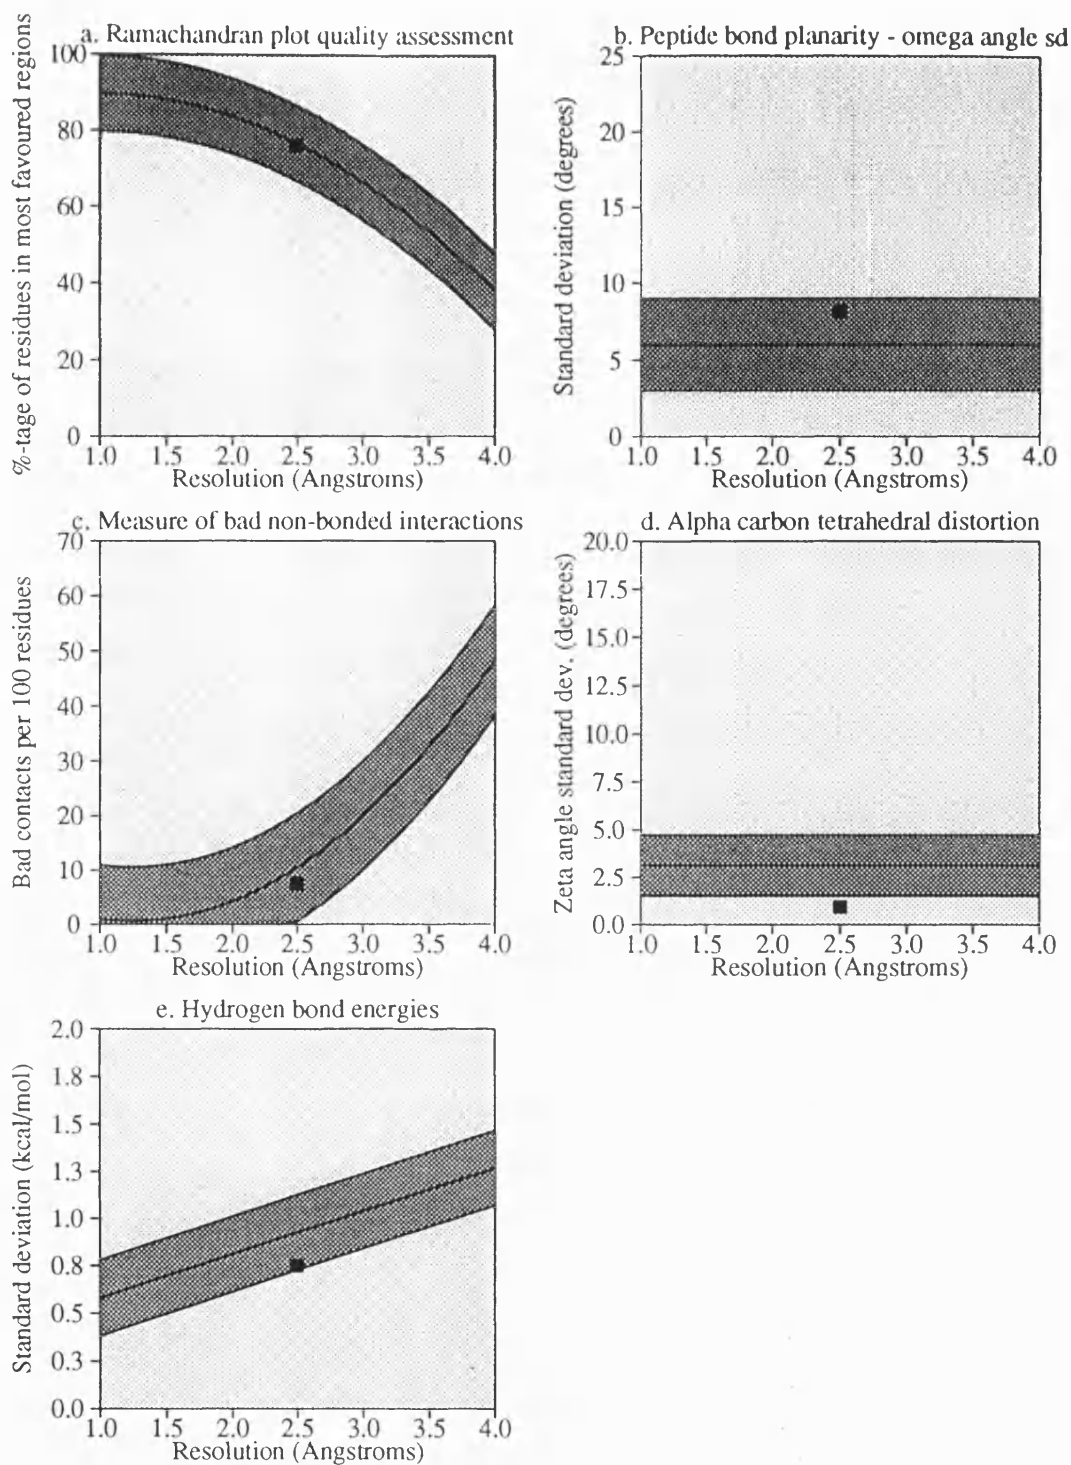 a. Ramachandran plot quality assessment
%-tage of residues in most favoured regions
100
80
60
40
20
0
1.0 1.5 2.0 2.5 3.0 3.5 4.0
Resolution (Angstroms)
b. Peptide bond planarity - omega angle sd
Standard deviation (degrees)
25
20
15
10
5
0
1.0 1.5 2.0 2.5 3.0 3.5 4.0
Resolution (Angstroms)
c. Measure of bad non-bonded interactions
Bad contacts per 100 residues
70
60
50
40
30
20
10
0
1.0 1.5 2.0 2.5 3.0 3.5 4.0
Resolution (Angstroms)
d. Alpha carbon tetrahedral distortion
Zeta angle standard dev. (degrees)
20.0
17.5
15.0
12.5
10.0
7.5
5.0
2.5
0.0
1.0 1.5 2.0 2.5 3.0 3.5 4.0
Resolution (Angstroms)
e. Hydrogen bond energies
Standard deviation (kcal/mol)
2.0
1.8
1.5
1.3
1.0
0.8
0.5
0.3
0.0
1.0 1.5 2.0 2.5 3.0 3.5 4.0
Resolution (Angstroms)